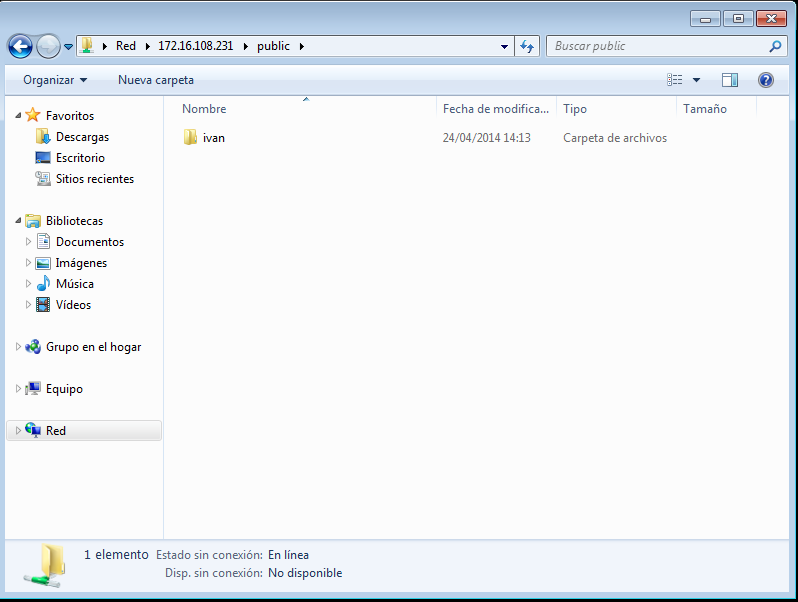 Red 172.16.108.231 public
Buscar public
Organizar Nueva carpeta
Nombre Fecha de modifica... Tipo Tamaño
ivan 24/04/2014 14:13 Carpeta de archivos
Favoritos
Descargas
Escritorio
Sitios recientes
Bibliotecas
Documentos
Imágenes
Música
Vídeos
Grupo en el hogar
Equipo
Red
1 elemento Estado sin conexión: En línea
Disp. sin conexión: No disponible